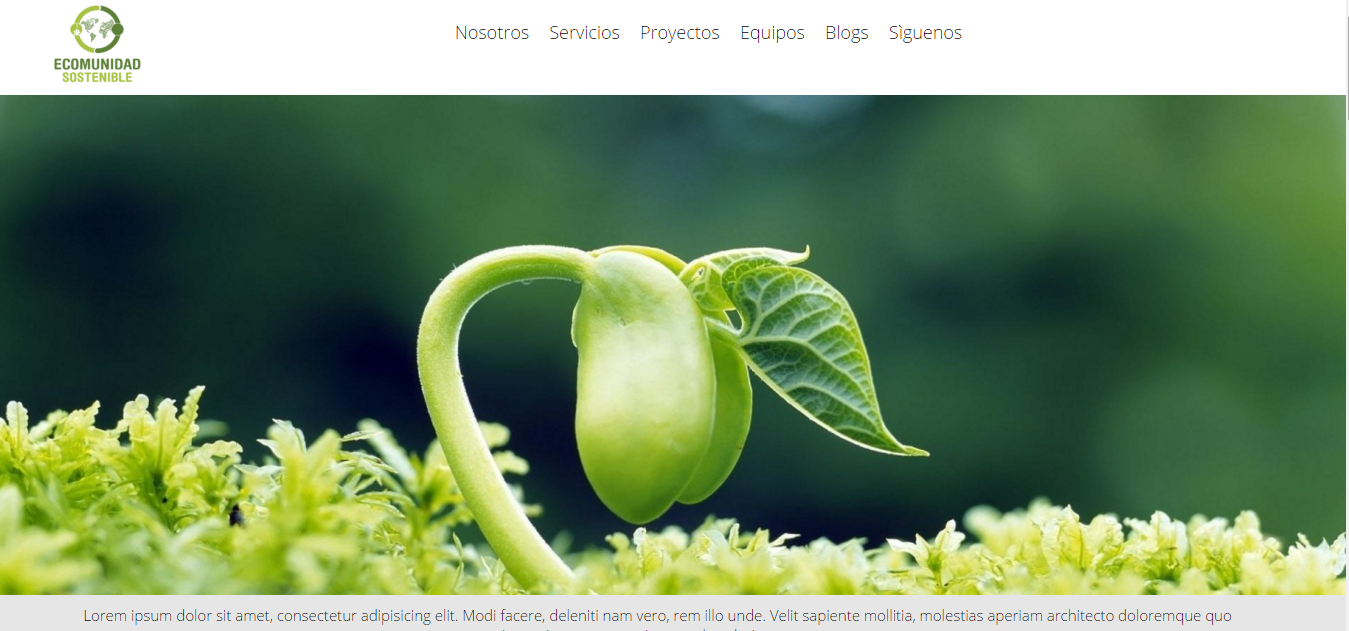 Nosotros Servicios Proyectos Equipos Blogs Sìguenos
ECOMUNIDAD
SOSTENIBLE
Lorem ipsum dolor sit amet, consectetur adipisicing elit. Modi facere, deleniti nam vero, rem illo unde. Velit sapiente mollitia, molestias aperiam architecto doloremque quo